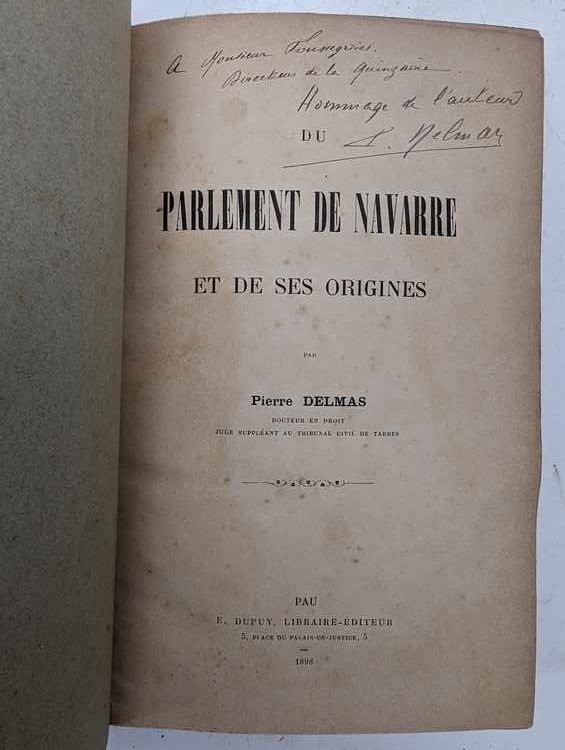 A Monsieur Fonsegrives.
Directeur de la Quinzaine.
Hommage de l'auteur
P. Delmas
DU
PARLEMENT DE NAVARRE
ET DE SES ORIGINES
PAR
Pierre DELMAS
DOCTEUR EN DROIT
JUGE SUPPLÉANT AU TRIBUNAL CIVIL DE TARBES
PAU
E. DUPUY, LIBRAIRE-ÉDITEUR
5, PLACE DU PALAIS-DE-JUSTICE, 5
1898